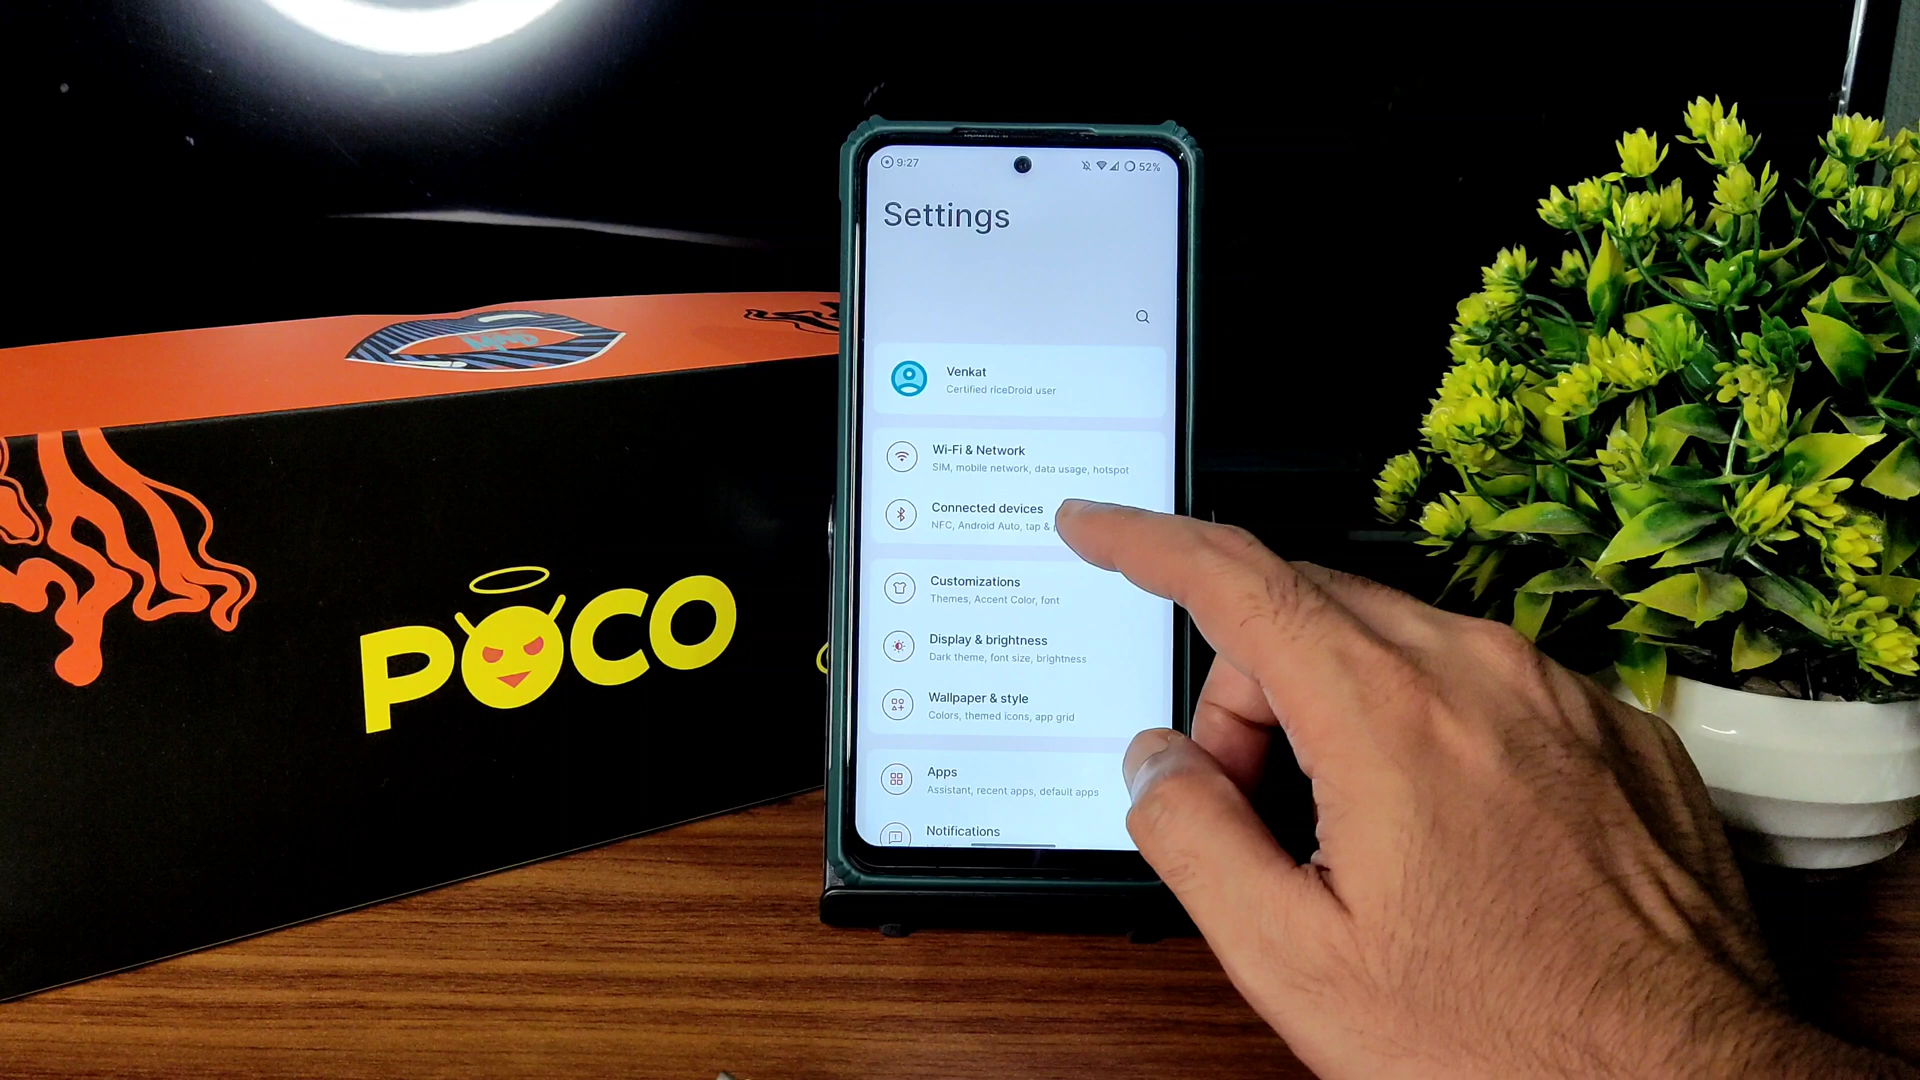 POCO
9:27
52%
Settings
Venkat
Certified riceDroid user
Wi-Fi & Network
SIM, mobile network, data usage, hotspot
Connected devices
NFC, Android Auto, tap &
Customizations
Themes, Accent Color, font
Display & brightness
Dark theme, font size, brightness
Wallpaper & style
Colors, themed icons, app grid
Apps
Assistant, recent apps, default apps
Notifications